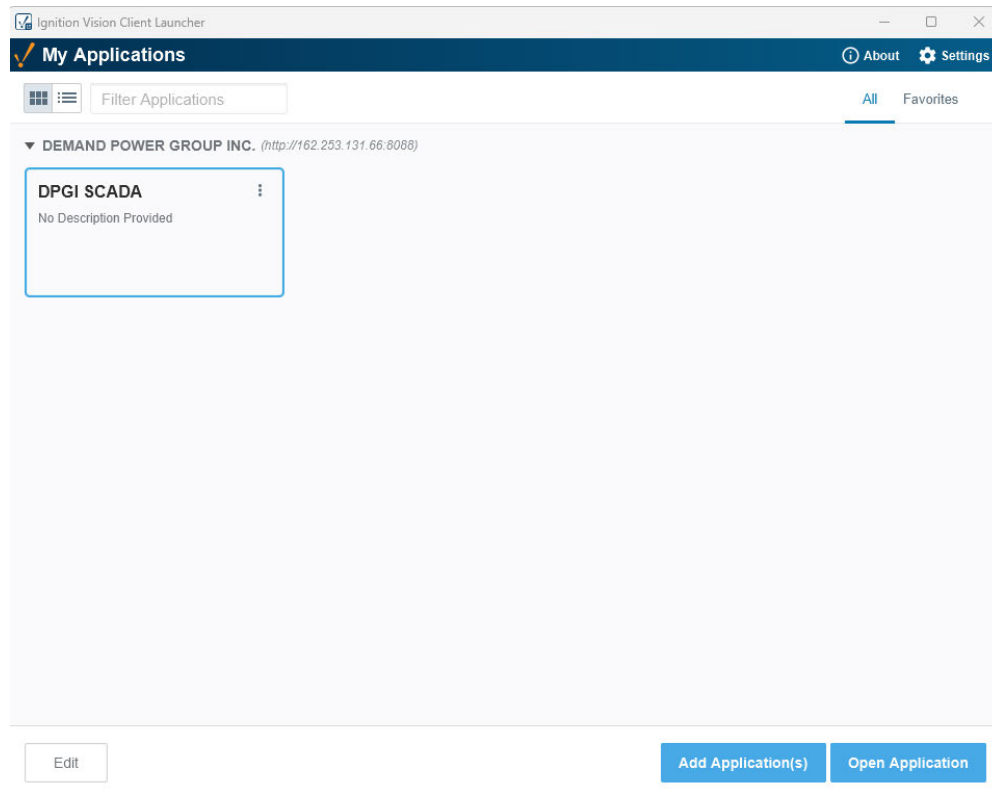 Ignition Vision Client Launcher
My Applications
About
Settings
Filter Applications
All
Favorites
DEMAND POWER GROUP INC. (http://162.253.131.66:8088)
DPGI SCADA
No Description Provided
Edit
Add Application(s)
Open Application